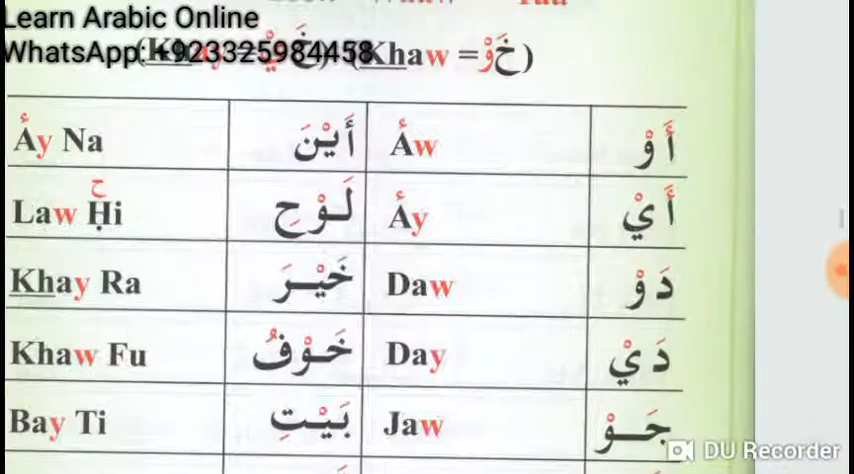 Learn Arabic Online
WhatsApp: +923325984458
(Khaw = خَوْ)
Ay Na أَيْنَ Aw أَوْ
Law Ḥi لَوْحِ Ay أَيْ
Khay Ra خَيْرَ Daw دَوْ
Khaw Fu خَوْفُ Day دَيْ
Bay Ti بَيْتِ Jaw جَوْ
DU Recorder